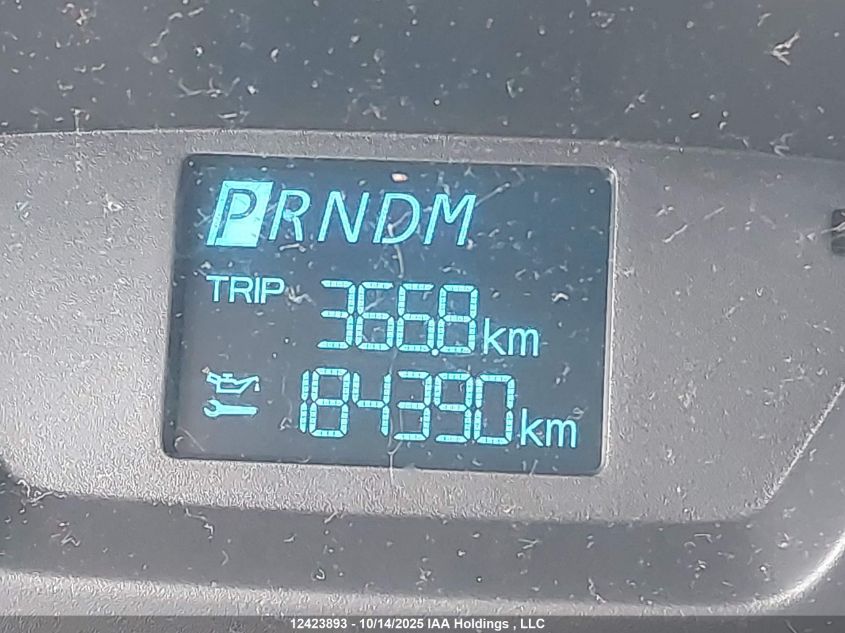 PRNDM
TRIP 366.8 km
184390 km
12423893 - 10/14/2025 IAA Holdings , LLC